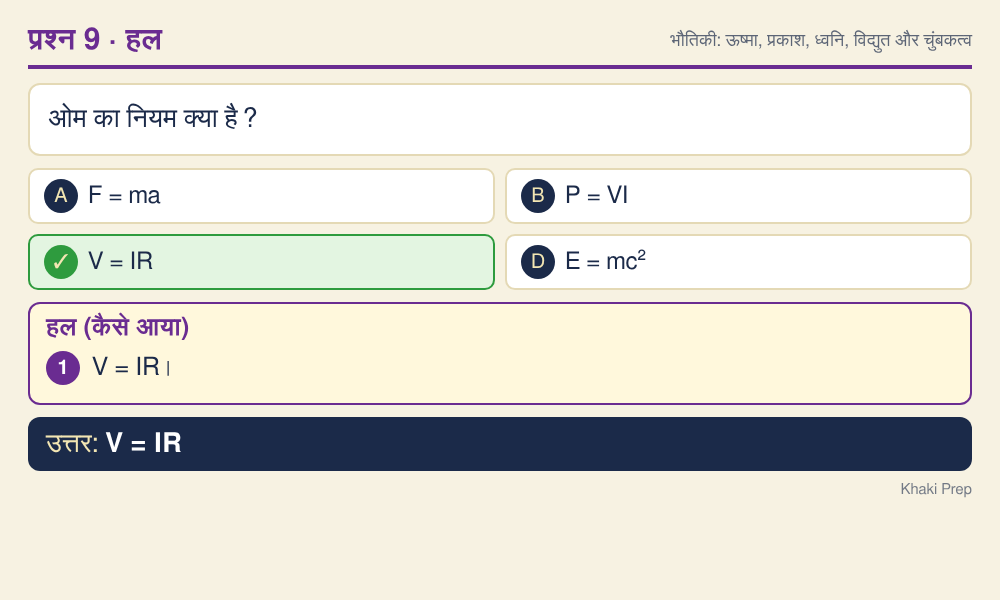 प्रश्न 9 · हल
भौतिकी: ऊष्मा, प्रकाश, ध्वनि, विद्युत और चुंबकत्व
ओम का नियम क्या है ?
A F = ma
B P = VI
✓ V = IR
D E = mc²
हल (कैसे आया)
1 V = IR।
उत्तर: V = IR
Khaki Prep